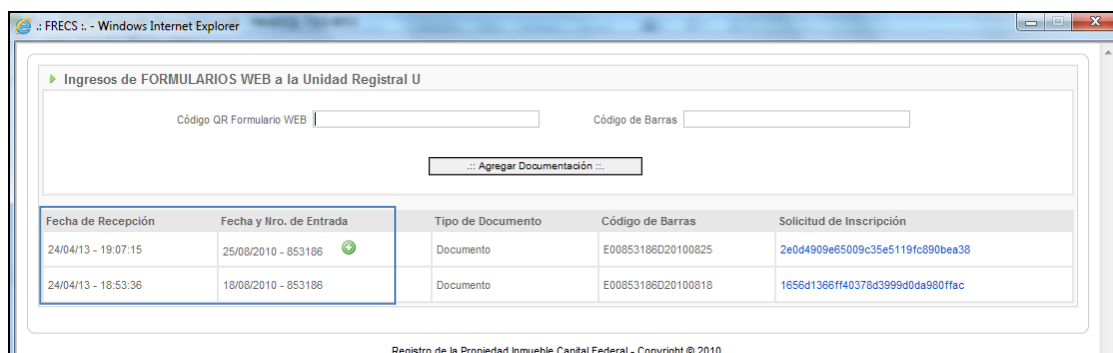 .: FRECS :. - Windows Internet Explorer
Ingresos de FORMULARIOS WEB a la Unidad Registral U
Código QR Formulario WEB Código de Barras
.:: Agregar Documentación ::.
Fecha de Recepción Fecha y Nro. de Entrada Tipo de Documento Código de Barras Solicitud de Inscripción
24/04/13 - 19:07:15 25/08/2010 - 853186 Documento E00853186D20100825 2e0d4909e65009c35e5119fc890bea38
24/04/13 - 18:53:36 18/08/2010 - 853186 Documento E00853186D20100818 1656d1366ff40378d3999d0da980ffac
Registro de la Propiedad Inmueble Capital Federal - Copyright © 2010